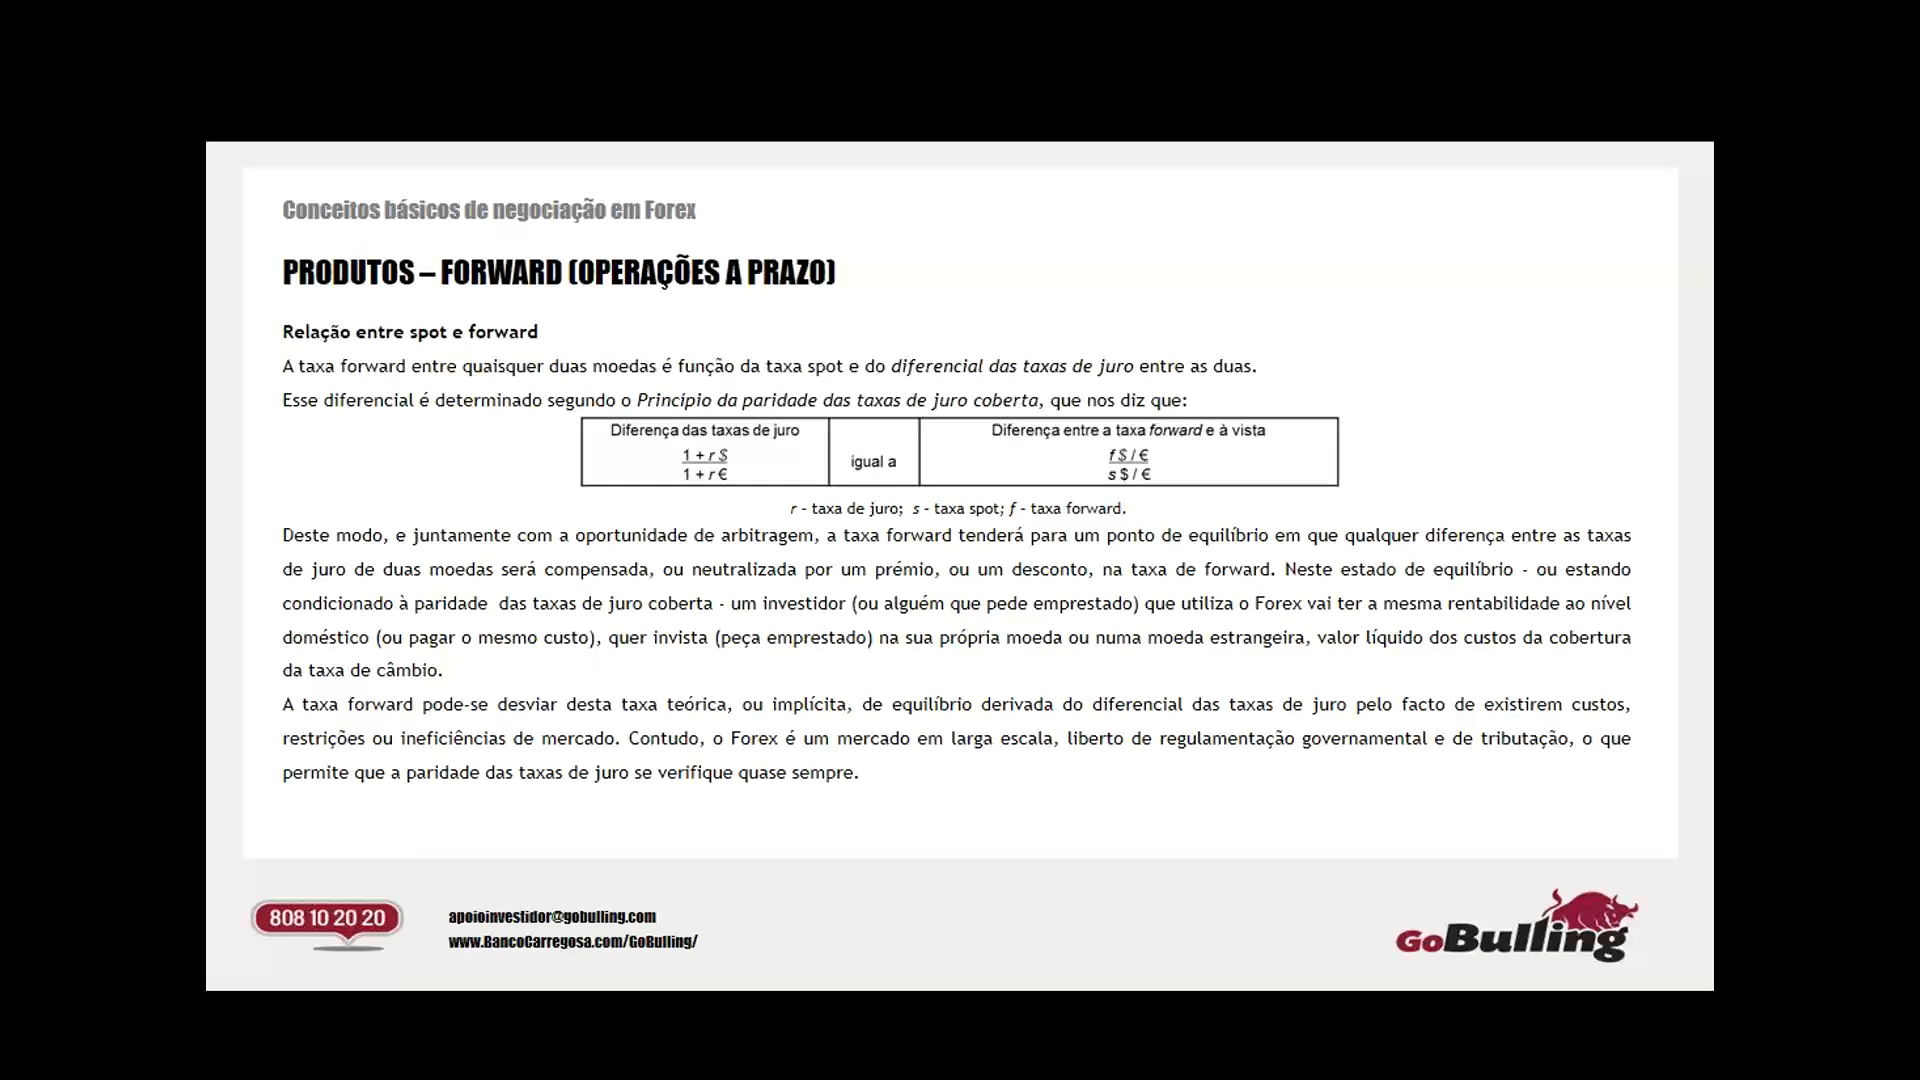 Conceitos básicos de negociação em Forex
PRODUTOS – FORWARD (OPERAÇÕES A PRAZO)
Relação entre spot e forward
A taxa forward entre quaisquer duas moedas é função da taxa spot e do diferencial das taxas de juro entre as duas.
Esse diferencial é determinado segundo o Princípio da paridade das taxas de juro coberta, que nos diz que:
Diferença das taxas de juro
1 + r $
1 + r €
igual a
Diferença entre a taxa forward e à vista
f $ / €
s $ / €
r - taxa de juro; s - taxa spot; f - taxa forward.
Deste modo, e juntamente com a oportunidade de arbitragem, a taxa forward tenderá para um ponto de equilíbrio em que qualquer diferença entre as taxas
de juro de duas moedas será compensada, ou neutralizada por um prémio, ou um desconto, na taxa de forward. Neste estado de equilíbrio - ou estando
condicionado à paridade das taxas de juro coberta - um investidor (ou alguém que pede emprestado) que utiliza o Forex vai ter a mesma rentabilidade ao nível
doméstico (ou pagar o mesmo custo), quer invista (peça emprestado) na sua própria moeda ou numa moeda estrangeira, valor líquido dos custos da cobertura
da taxa de câmbio.
A taxa forward pode-se desviar desta taxa teórica, ou implícita, de equilíbrio derivada do diferencial das taxas de juro pelo facto de existirem custos,
restrições ou ineficiências de mercado. Contudo, o Forex é um mercado em larga escala, liberto de regulamentação governamental e de tributação, o que
permite que a paridade das taxas de juro se verifique quase sempre.
808 10 20 20
apoioinvestidor@gobulling.com
www.BancoCarregosa.com/GoBulling/
GoBulling